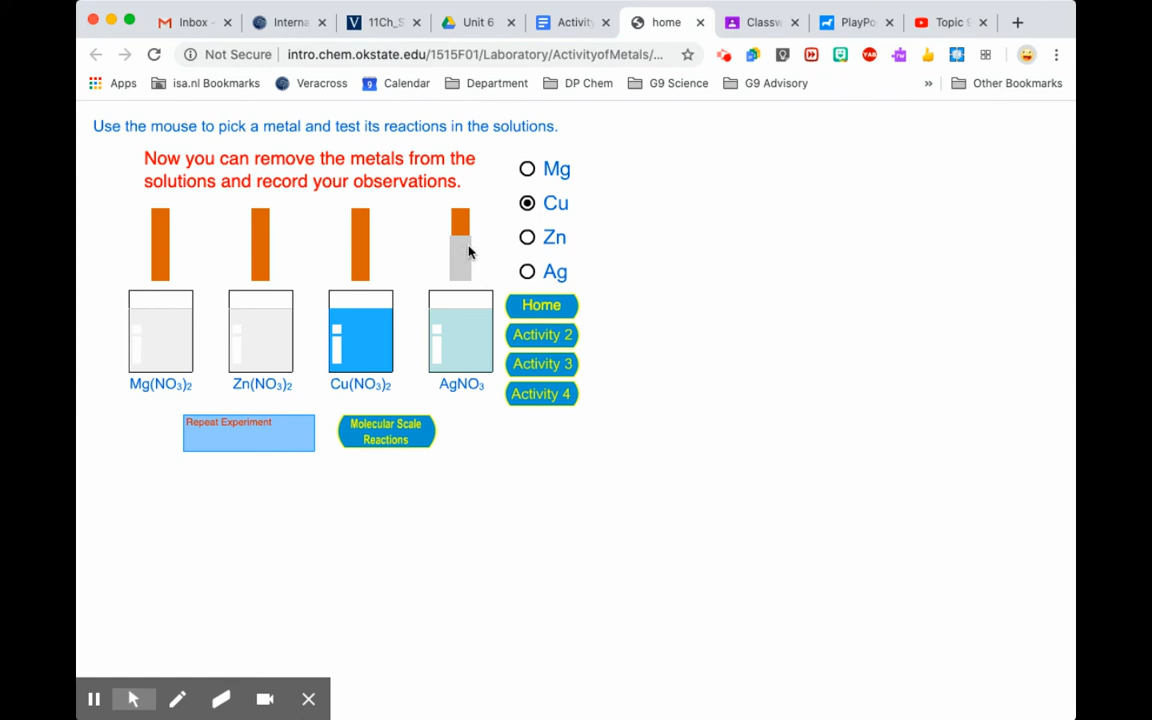 Inbox -
Interna
11Ch_S
Unit 6
Activity
home
Classw
PlayPo
Topic
Not Secure
intro.chem.okstate.edu/1515F01/Laboratory/ActivityofMetals/...
YAB
Apps
isa.nl Bookmarks
Veracross
9
Calendar
Department
DP Chem
G9 Science
G9 Advisory
»
Other Bookmarks
Use the mouse to pick a metal and test its reactions in the solutions.
Now you can remove the metals from the
solutions and record your observations.
Mg
Cu
Zn
Ag
Home
Activity 2
Activity 3
Activity 4
Mg(NO₃)₂
Zn(NO₃)₂
Cu(NO₃)₂
AgNO₃
Repeat Experiment
Molecular Scale
Reactions